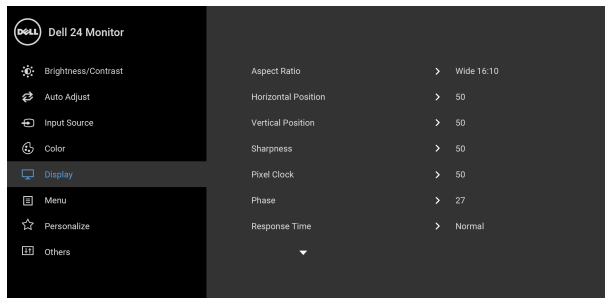 DELL Dell 24 Monitor
Brightness/Contrast Aspect Ratio Wide 16:10
Auto Adjust Horizontal Position 50
Input Source Vertical Position 50
Color Sharpness 50
Display Pixel Clock 50
Menu Phase 27
Personalize Response Time Normal
Others